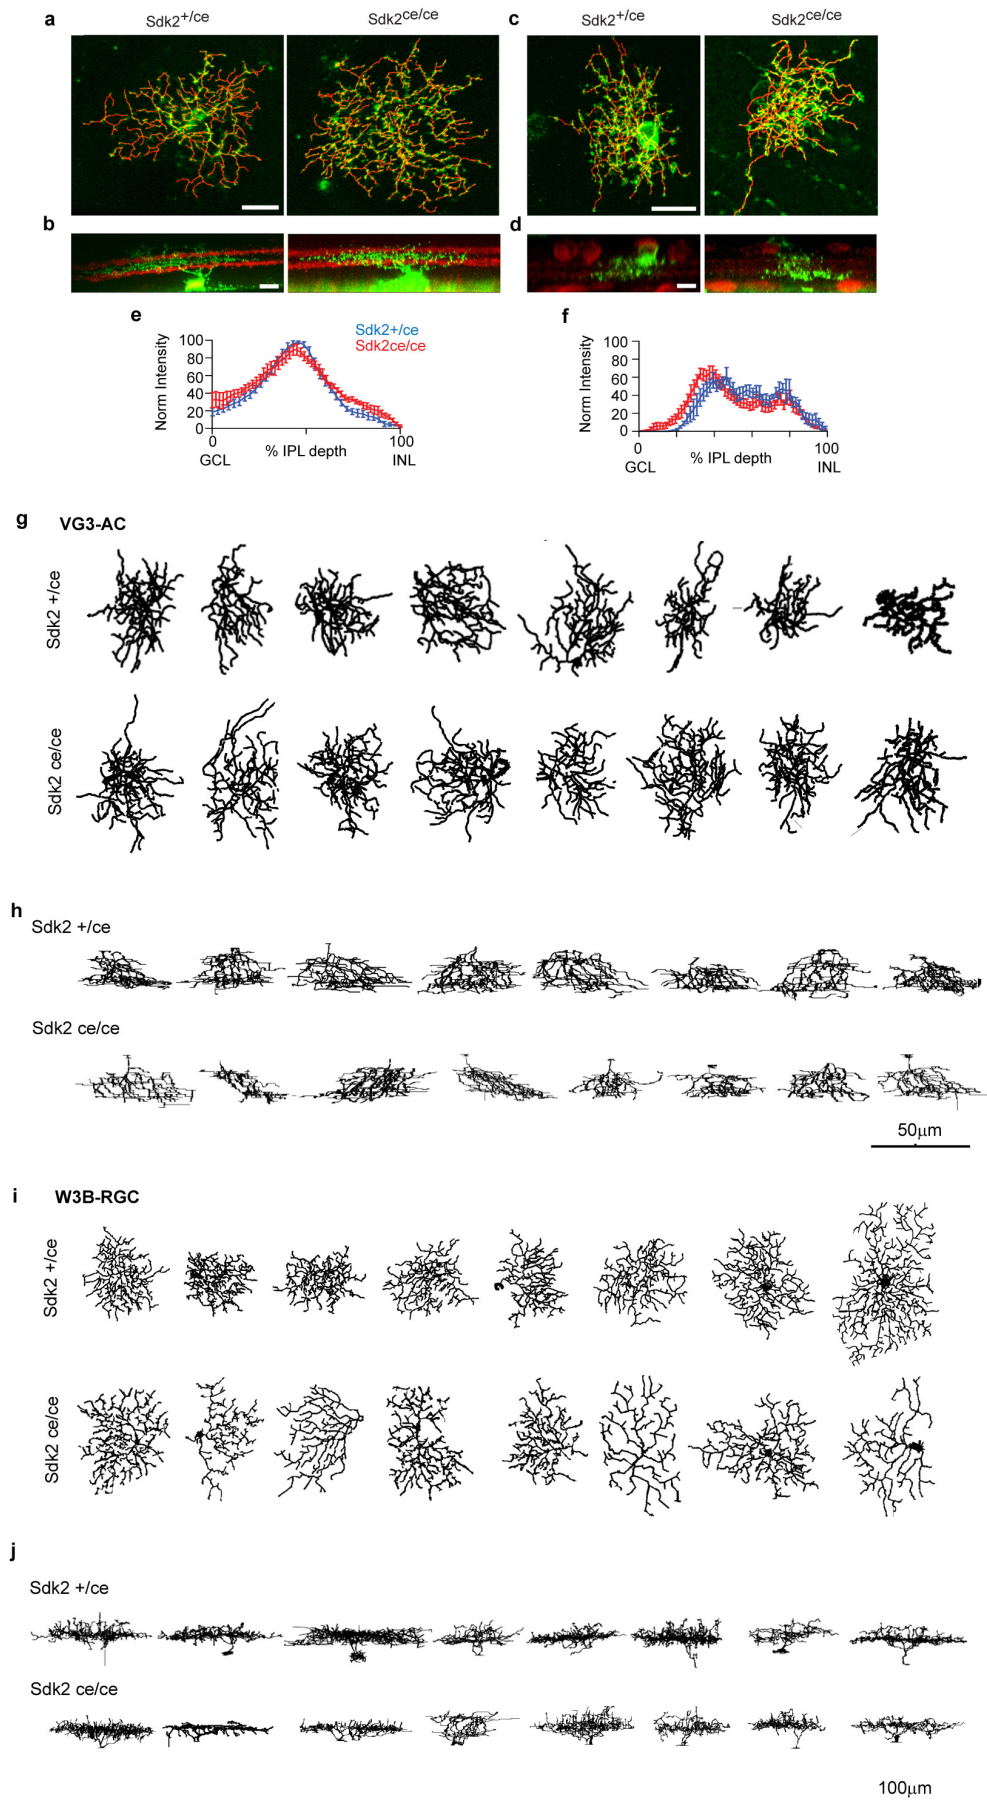 a Sdk2+/ce Sdk2ce/ce c Sdk2+/ce Sdk2ce/ce
b d
e f
Sdk2+/ce
Sdk2ce/ce
Norm Intensity
100
80
60
40
20
0
0 100
% IPL depth
GCL INL
Norm Intensity
100
80
60
40
20
0
0 100
% IPL depth
GCL INL
g VG3-AC
Sdk2 +/ce
Sdk2 ce/ce
h
Sdk2 +/ce
Sdk2 ce/ce
50µm
i W3B-RGC
Sdk2 +/ce
Sdk2 ce/ce
j
Sdk2 +/ce
Sdk2 ce/ce
100µm